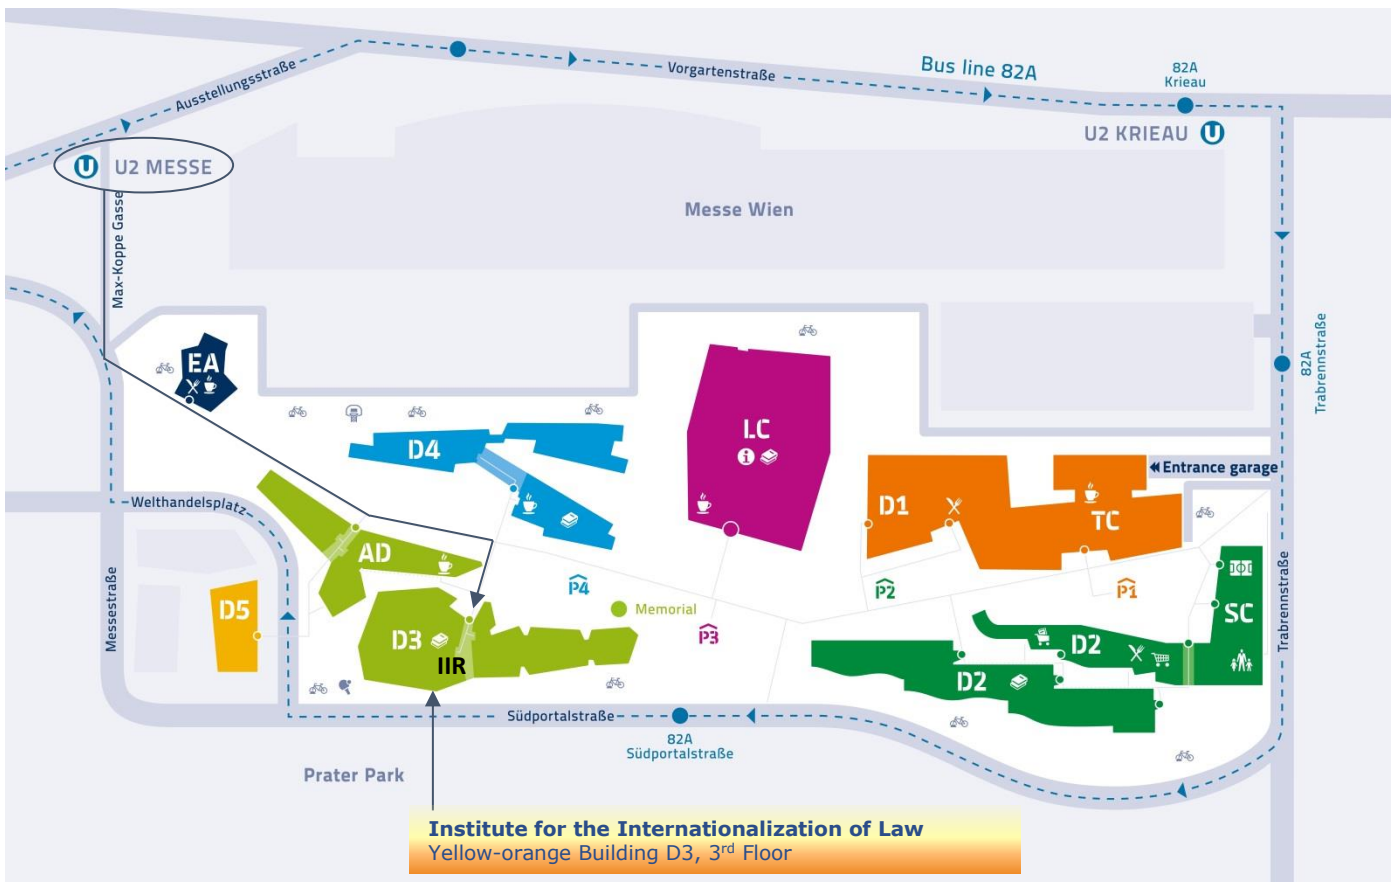 Ausstellungsstraße
Vorgartenstraße
Bus line 82A
82A
Krieau
U2 KRIEAU U
U U2 MESSE
Max-Koppe Gasse
Messe Wien
82A
Trabrennstraße
EA
D4
LC
i
D1
TC
Entrance garage
Welthandelsplatz
AD
Messestraße
D5
P4
Memorial
P3
P2
P1
SC
Trabrennstraße
D3
IIR
D2
D2
Südportalstraße
82A
Südportalstraße
Prater Park
Institute for the Internationalization of Law
Yellow-orange Building D3, 3rd Floor